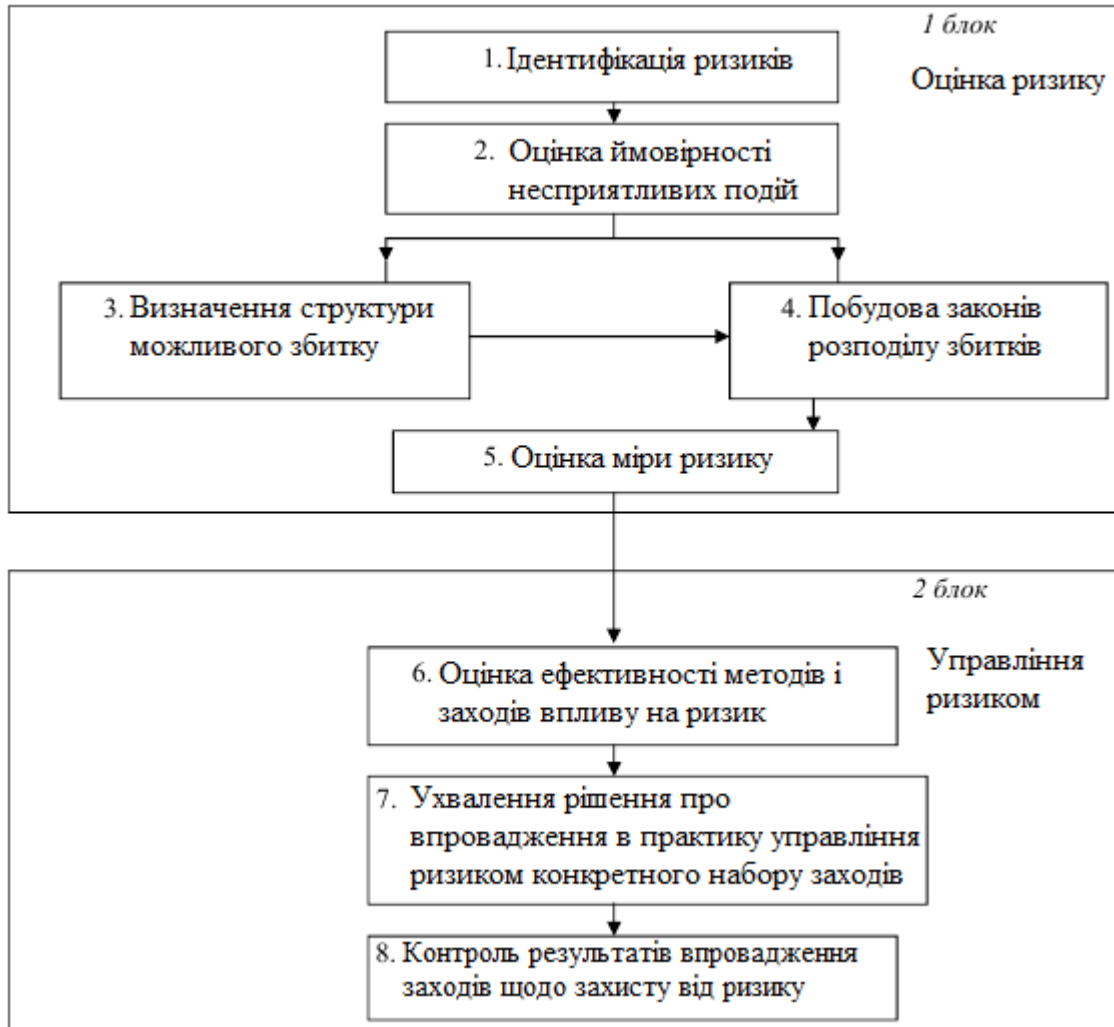 1 блок
Оцінка ризику
1. Ідентифікація ризиків
2. Оцінка ймовірності
несприятливих подій
3. Визначення структури
можливого збитку
4. Побудова законів
розподілу збитків
5. Оцінка міри ризику
2 блок
Управління
ризиком
6. Оцінка ефективності методів і
заходів впливу на ризик
7. Ухвалення рішення про
впровадження в практику управління
ризиком конкретного набору заходів
8. Контроль результатів впровадження
заходів щодо захисту від ризику